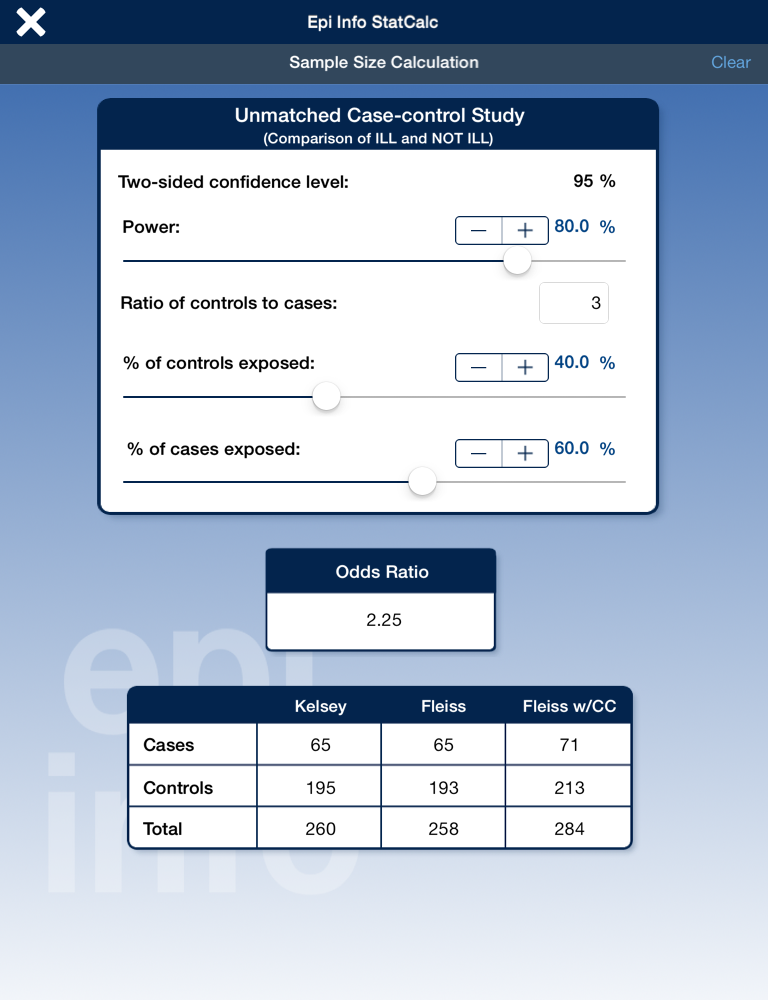 Epi Info StatCalc
Sample Size Calculation Clear
Unmatched Case-control Study
(Comparison of ILL and NOT ILL)
Two-sided confidence level: 95 %
Power: — + 80.0 %
Ratio of controls to cases: 3
% of controls exposed: — + 40.0 %
% of cases exposed: — + 60.0 %
Odds Ratio
2.25
epi
info
Kelsey Fleiss Fleiss w/CC
Cases 65 65 71
Controls 195 193 213
Total 260 258 284